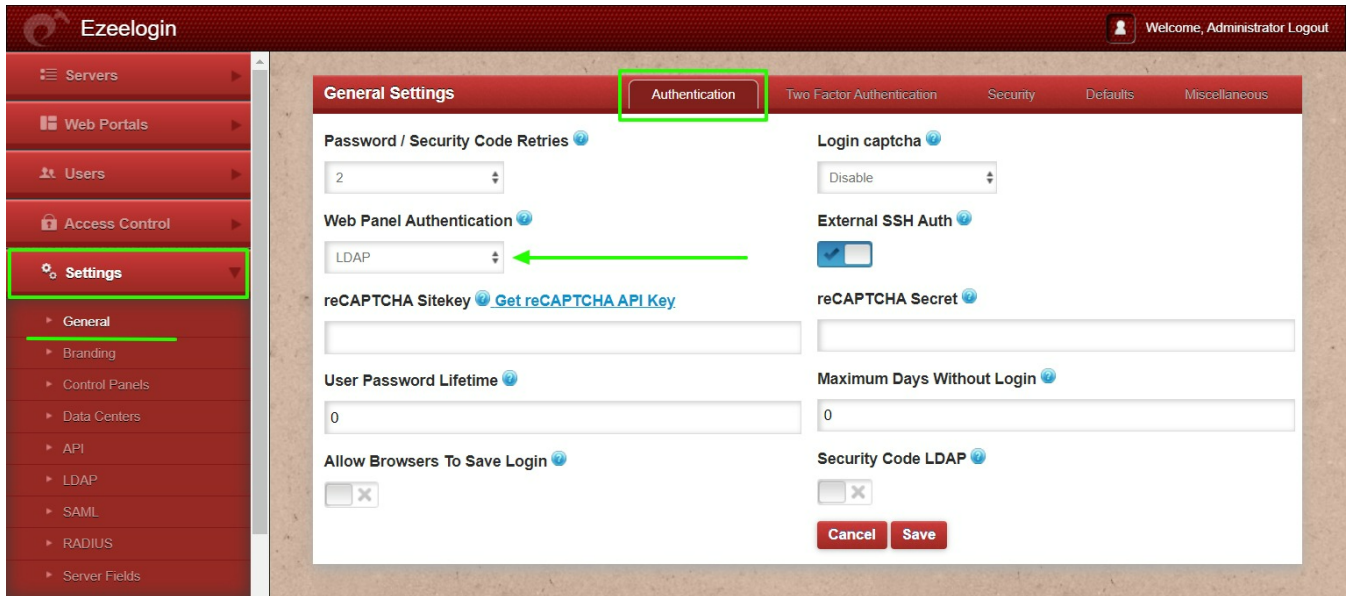 Ezeelogin
Welcome, Administrator Logout
Servers
Web Portals
Users
Access Control
Settings
General
Branding
Control Panels
Data Centers
API
LDAP
SAML
RADIUS
Server Fields
General Settings
Authentication
Two Factor Authentication
Security
Defaults
Miscellaneous
Password / Security Code Retries
2
Login captcha
Disable
Web Panel Authentication
LDAP
External SSH Auth
reCAPTCHA Sitekey Get reCAPTCHA API Key
reCAPTCHA Secret
User Password Lifetime
0
Maximum Days Without Login
0
Allow Browsers To Save Login
Security Code LDAP
Cancel Save